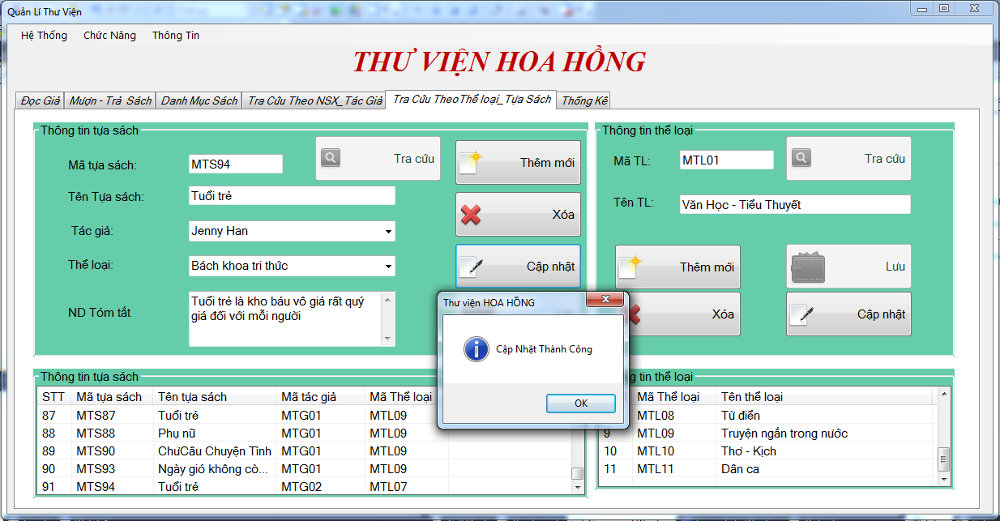 Quản Lí Thư Viện
Hệ Thống Chức Năng Thông Tin
THƯ VIỆN HOA HỒNG
Đọc Giả Mượn - Trả Sách Danh Mục Sách Tra Cứu Theo NSX_Tác Giả Tra Cứu TheoThể loại_Tựa Sách Thống Kê
Thông tin tựa sách
Mã tựa sách: MTS94 Tra cứu
Tên Tựa sách: Tuổi trẻ
Tác giả: Jenny Han
Thể loại: Bách khoa tri thức
ND Tóm tắt
Tuổi trẻ là kho báu vô giá rất quý
giá đối với mỗi người
Thêm mới
Xóa
Cập nhật
Thông tin thể loại
Mã TL: MTL01 Tra cứu
Tên TL: Văn Học - Tiểu Thuyết
Thêm mới Lưu
Xóa Cập nhật
Thư viện HOA HỒNG
Cập Nhật Thành Công
OK
Thông tin tựa sách
STT Mã tựa sách Tên tựa sách Mã tác giả Mã Thể loại
87 MTS87 Tuổi trẻ MTG01 MTL09
88 MTS88 Phụ nữ MTG01 MTL09
89 MTS90 ChưCâu Chuyện Tình MTG01 MTL09
90 MTS93 Ngày gió không cò... MTG01 MTL09
91 MTS94 Tuổi trẻ MTG02 MTL07
tin thể loại
Mã Thể loại Tên thể loại
MTL08 Từ điển
9 MTL09 Truyện ngắn trong nước
10 MTL10 Thơ - Kịch
11 MTL11 Dân ca